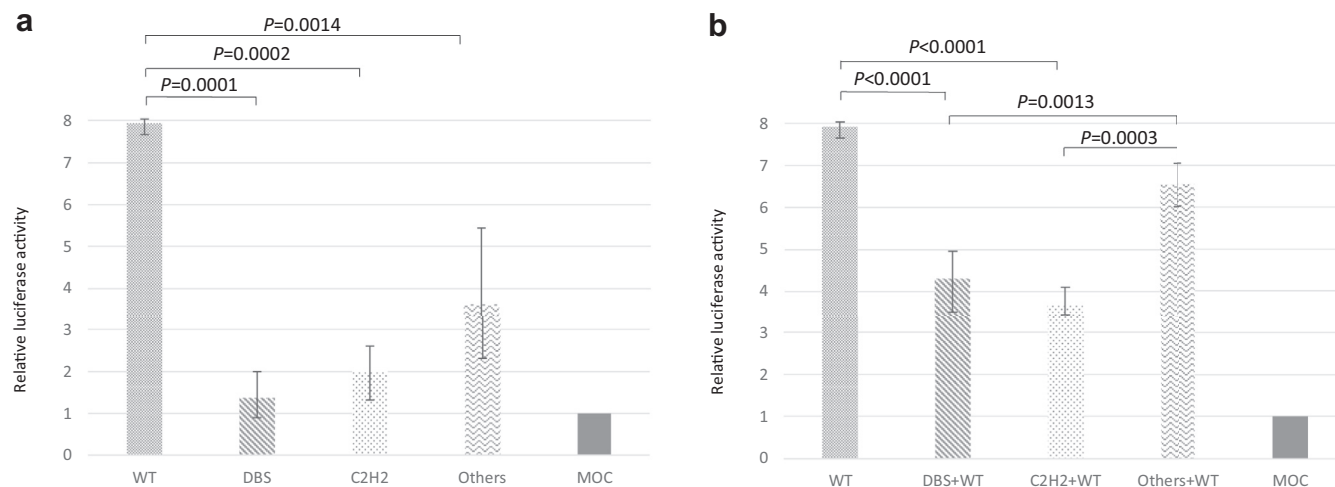 a
P=0.0014
P=0.0002
P=0.0001
8
7
6
5
4
3
2
1
0
Relative luciferase activity
WT DBS C2H2 Others MOC
b
P<0.0001
P<0.0001
P=0.0013
P=0.0003
8
7
6
5
4
3
2
1
0
Relative luciferase activity
WT DBS+WT C2H2+WT Others+WT MOC